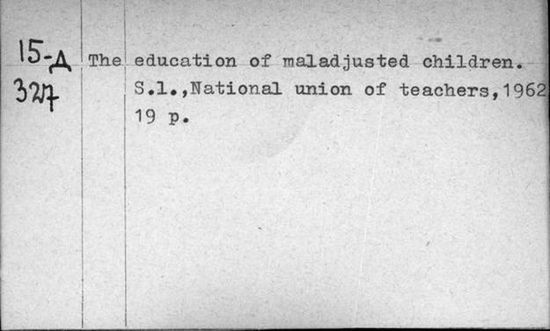 15-Д
327
The education of maladjusted children.
S.l.,National union of teachers,1962
19 p.